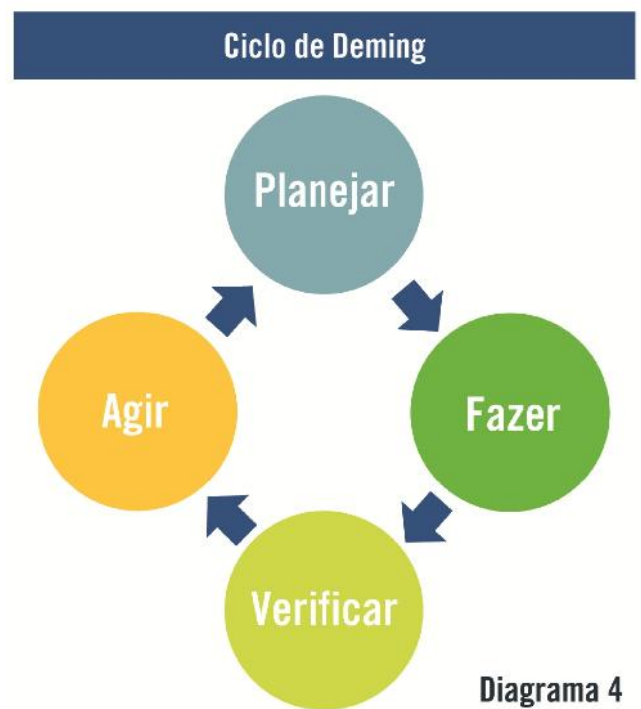 Ciclo de Deming
Planejar
Agir
Fazer
Verificar
Diagrama 4